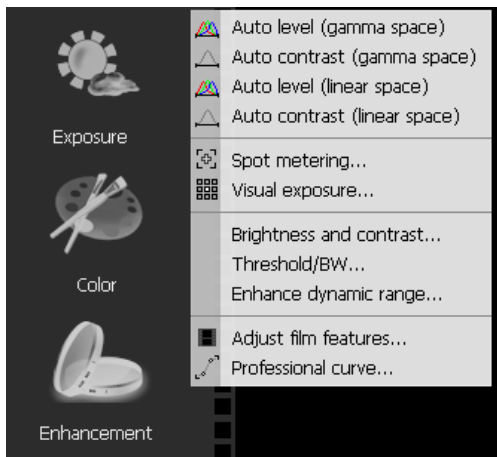 Exposure
Color
Enhancement
Auto level (gamma space)
Auto contrast (gamma space)
Auto level (linear space)
Auto contrast (linear space)
Spot metering...
Visual exposure...
Brightness and contrast...
Threshold/BW...
Enhance dynamic range...
Adjust film features...
Professional curve...